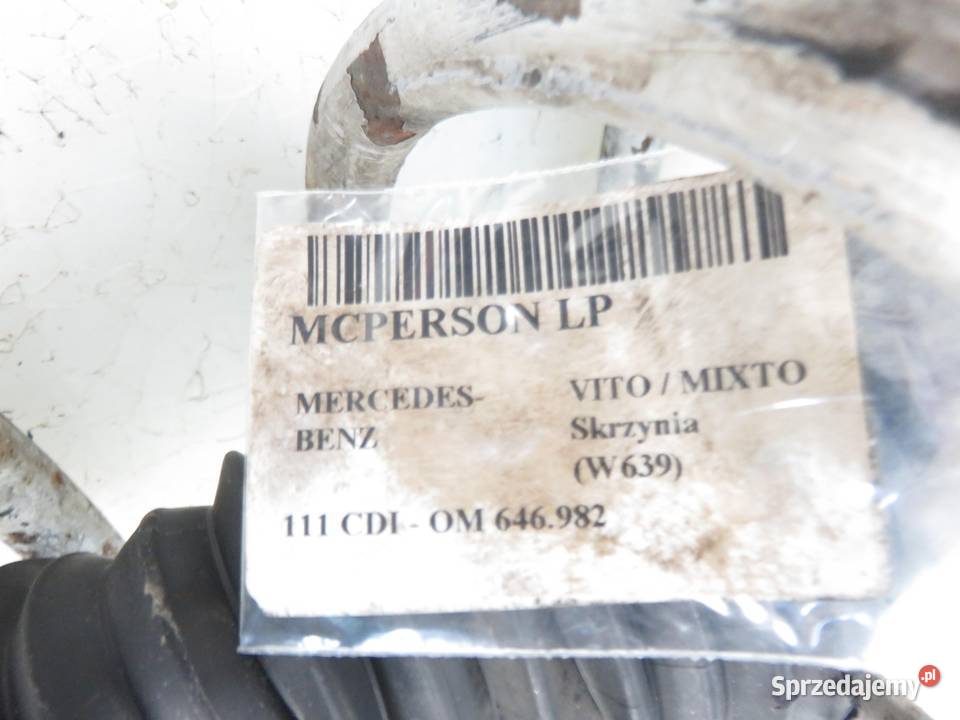 MCPERSON LP
MERCEDES-
BENZ
VITO / MIXTO
Skrzynia
(W639)
111 CDI - OM 646.982
Sprzedajemy.pl